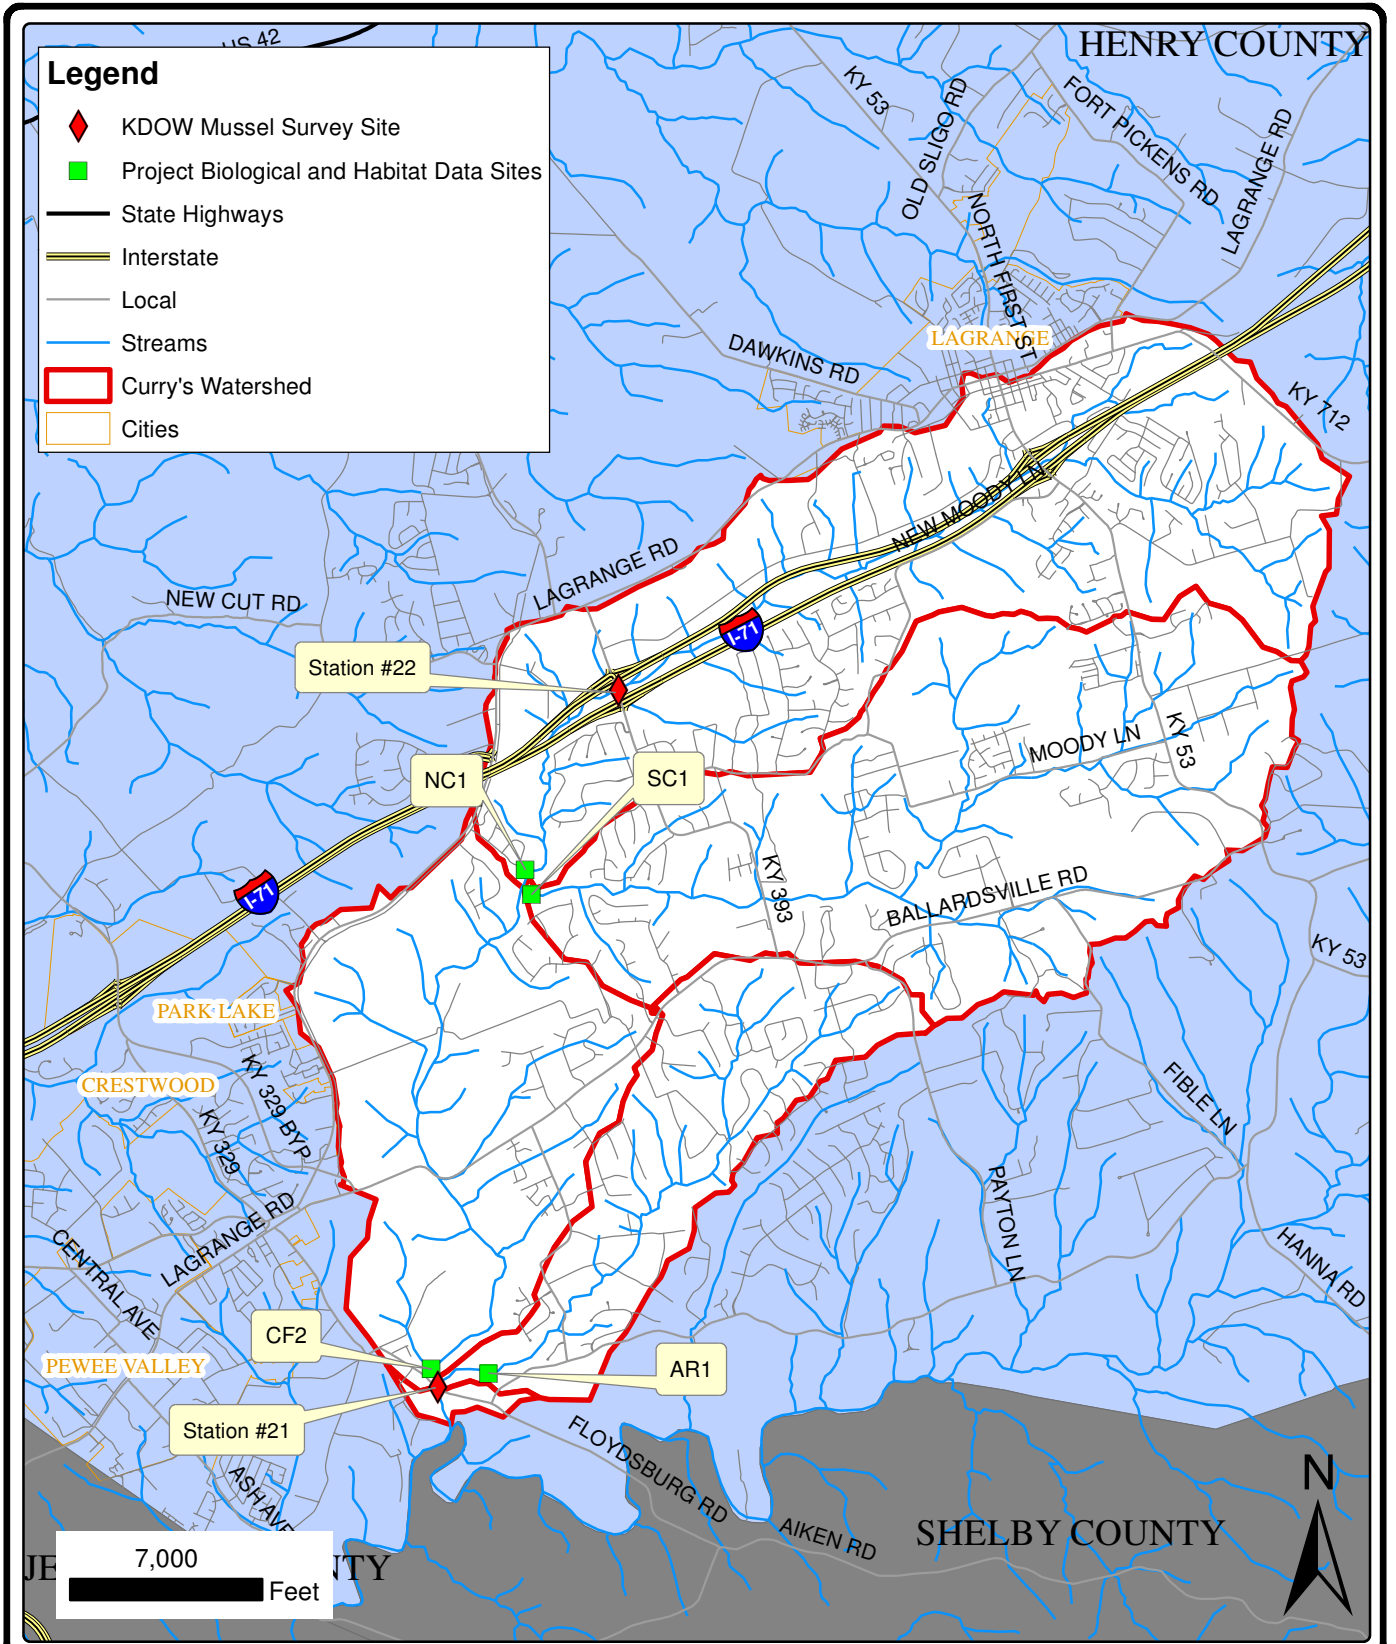 US 42
HENRY COUNTY
Legend
KDOW Mussel Survey Site
Project Biological and Habitat Data Sites
State Highways
Interstate
Local
Streams
Curry's Watershed
Cities
KY 53
OLD SLIGO RD
FORT PICKENS RD
LAGRANGE RD
NORTH FIRST ST
LAGRANGE
DAWKINS RD
KY 712
NEW MOODY LN
LAGRANGE RD
NEW CUT RD
I-71
Station #22
KY 53
MOODY LN
NC1
SC1
KY 393
BALLARDSVILLE RD
I-71
KY 53
PARK LAKE
CRESTWOOD
KY 329 BYP
KY 329
FIBLE LN
PAYTON LN
LAGRANGE RD
CENTRAL AVE
HANNA RD
CF2
PEWEE VALLEY
AR1
Station #21
FLOYDSBURG RD
ASH AVE
AIKEN RD
SHELBY COUNTY
N
JE
NTY
7,000
Feet